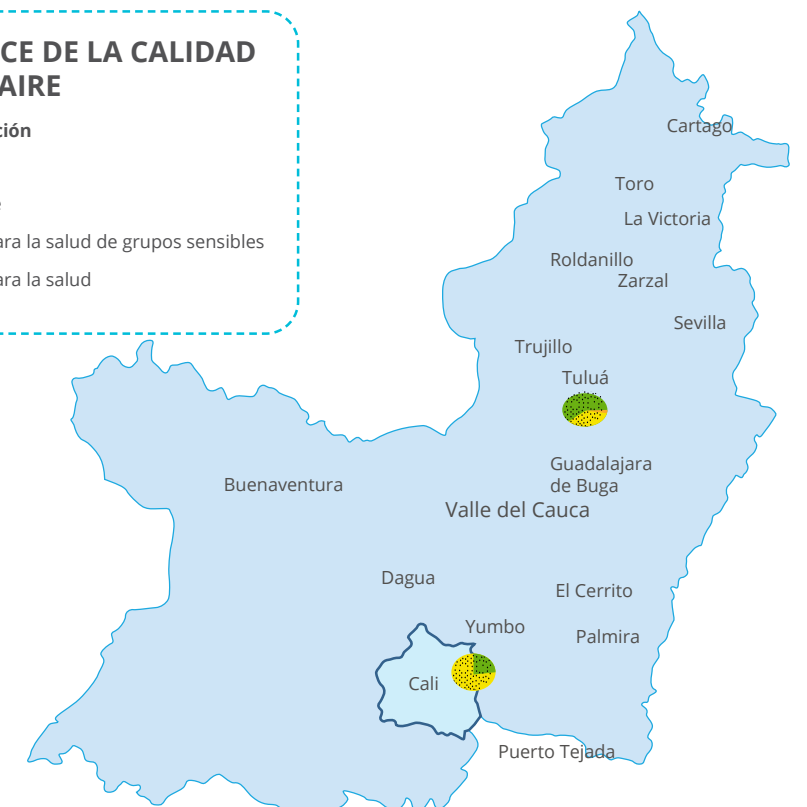 CE DE LA CALIDAD
AIRE
ción
e
ara la salud de grupos sensibles
ara la salud
Cartago
Toro
La Victoria
Roldanillo
Zarzal
Sevilla
Trujillo
Tuluá
Guadalajara
de Buga
Buenaventura
Valle del Cauca
Dagua
El Cerrito
Yumbo
Palmira
Cali
Puerto Tejada